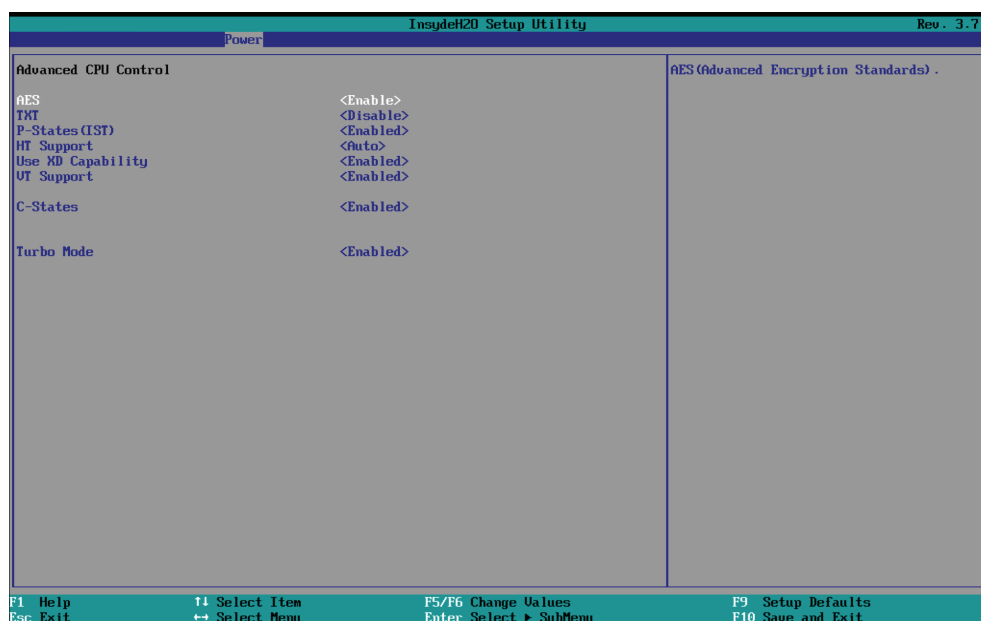 InsydeH2O Setup Utility Rev. 3.7
Power
Advanced CPU Control AES(Advanced Encryption Standards).
AES <Enable>
TXT <Disable>
P-States(IST) <Enabled>
HT Support <Auto>
Use XD Capability <Enabled>
VT Support <Enabled>
C-States <Enabled>
Turbo Mode <Enabled>
F1 Help ↑↓ Select Item F5/F6 Change Values F9 Setup Defaults
Esc Exit ←→ Select Menu Enter Select ▶ SubMenu F10 Save and Exit